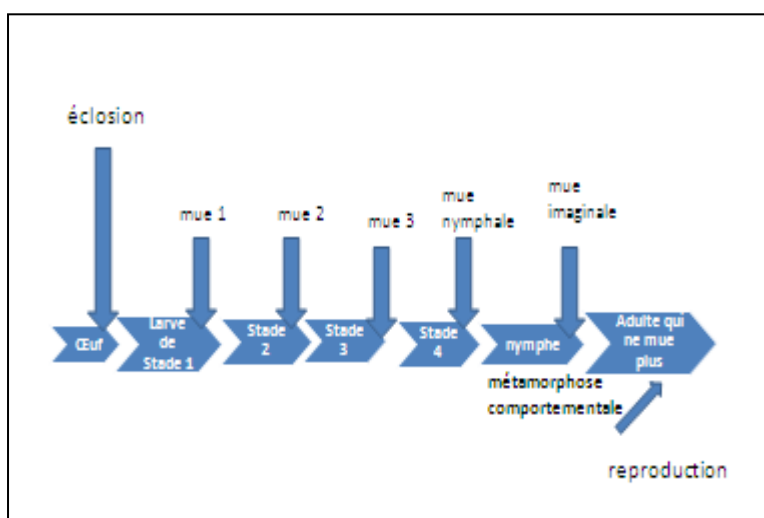 éclosion
mue 1
mue 2
mue 3
mue
nymphale
mue
imaginale
Œuf
Larve
de
Stade 1
Stade
2
Stade
3
Stade
4
nymphe
Adulte qui
ne mue
plus
métamorphose
comportementale
reproduction